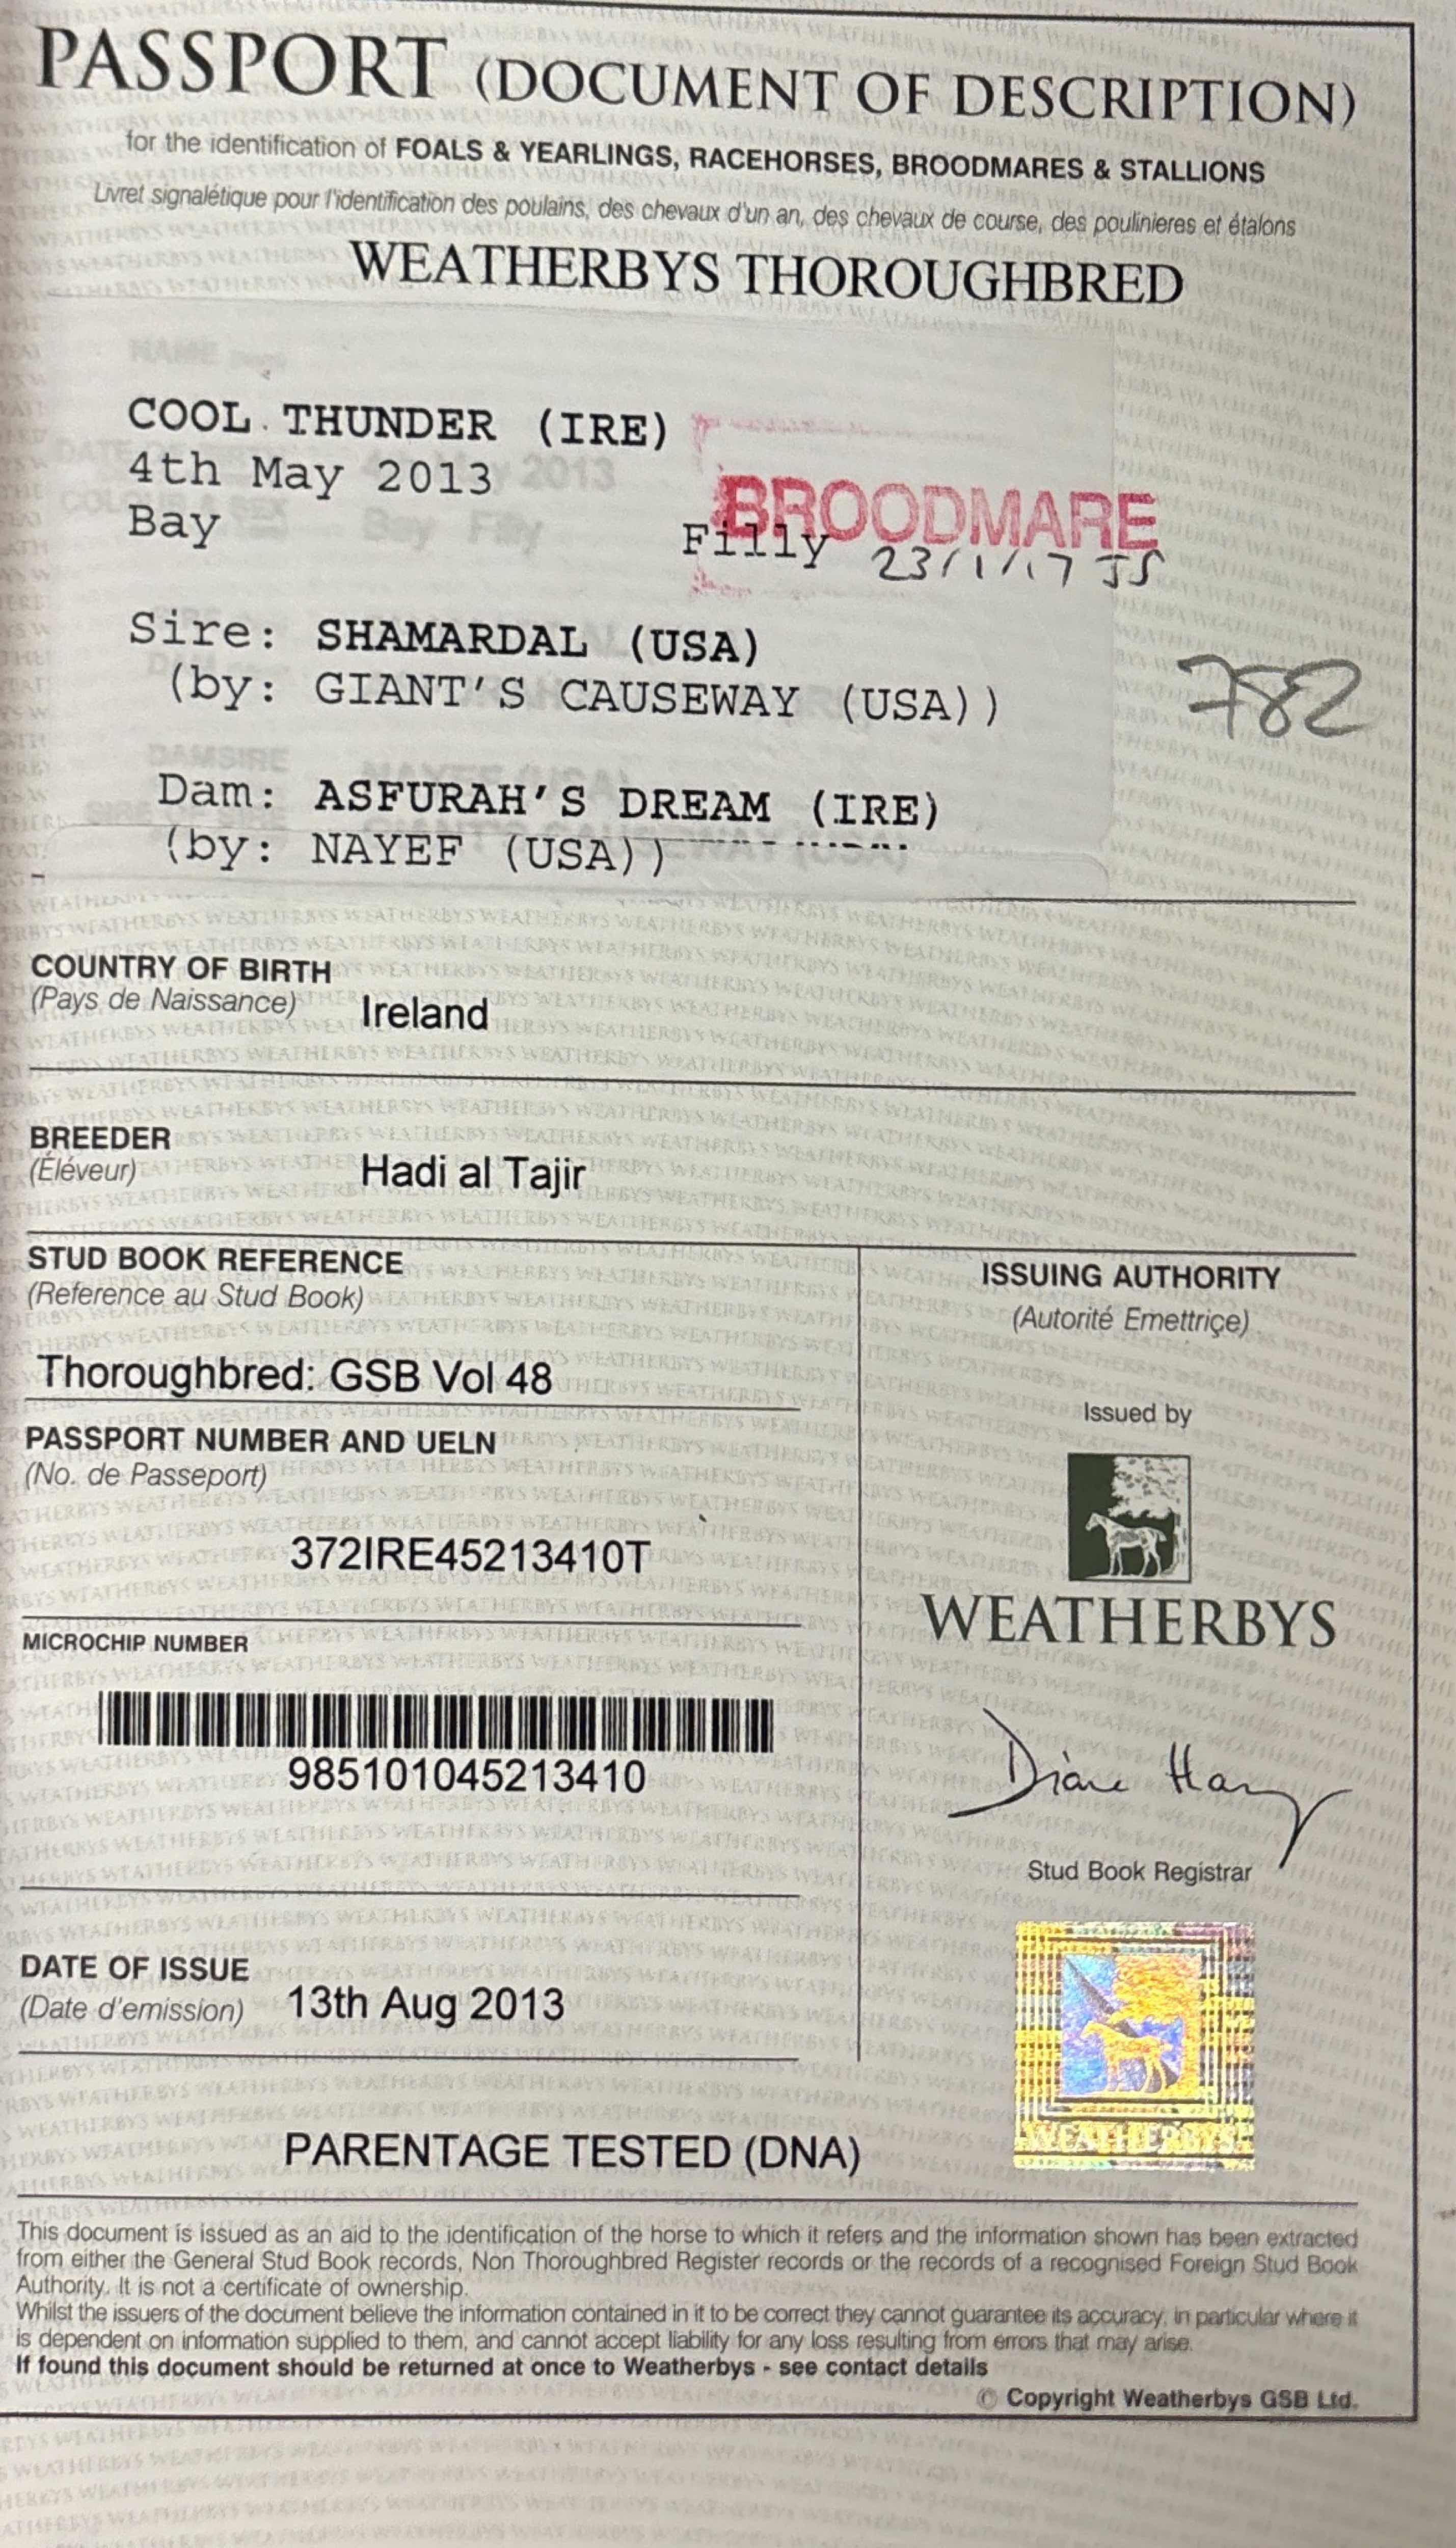 PASSPORT (DOCUMENT OF DESCRIPTION)
for the identification of FOALS & YEARLINGS, RACEHORSES, BROODMARES & STALLIONS
Livret signalétique pour l'identification des poulains, des chevaux d'un an, des chevaux de course, des poulinieres et étalons
WEATHERBYS THOROUGHBRED
COOL THUNDER (IRE)
4th May 2013
Bay Filly
BROODMARE
23/1/17 JS
Sire: SHAMARDAL (USA)
(by: GIANT'S CAUSEWAY (USA))
782
Dam: ASFURAH'S DREAM (IRE)
(by: NAYEF (USA))
COUNTRY OF BIRTH
(Pays de Naissance) Ireland
BREEDER
(Éléveur) Hadi al Tajir
STUD BOOK REFERENCE
(Reference au Stud Book)
Thoroughbred: GSB Vol 48
PASSPORT NUMBER AND UELN
(No. de Passeport)
372IRE45213410T
MICROCHIP NUMBER
985101045213410
DATE OF ISSUE
(Date d'emission) 13th Aug 2013
ISSUING AUTHORITY
(Autorité Emettriçe)
Issued by
WEATHERBYS
Stud Book Registrar
WEATHERBYS
PARENTAGE TESTED (DNA)
This document is issued as an aid to the identification of the horse to which it refers and the information shown has been extracted
from either the General Stud Book records, Non Thoroughbred Register records or the records of a recognised Foreign Stud Book
Authority. It is not a certificate of ownership.
Whilst the issuers of the document believe the information contained in it to be correct they cannot guarantee its accuracy, in particular where it
is dependent on information supplied to them, and cannot accept liability for any loss resulting from errors that may arise.
If found this document should be returned at once to Weatherbys - see contact details
© Copyright Weatherbys GSB Ltd.